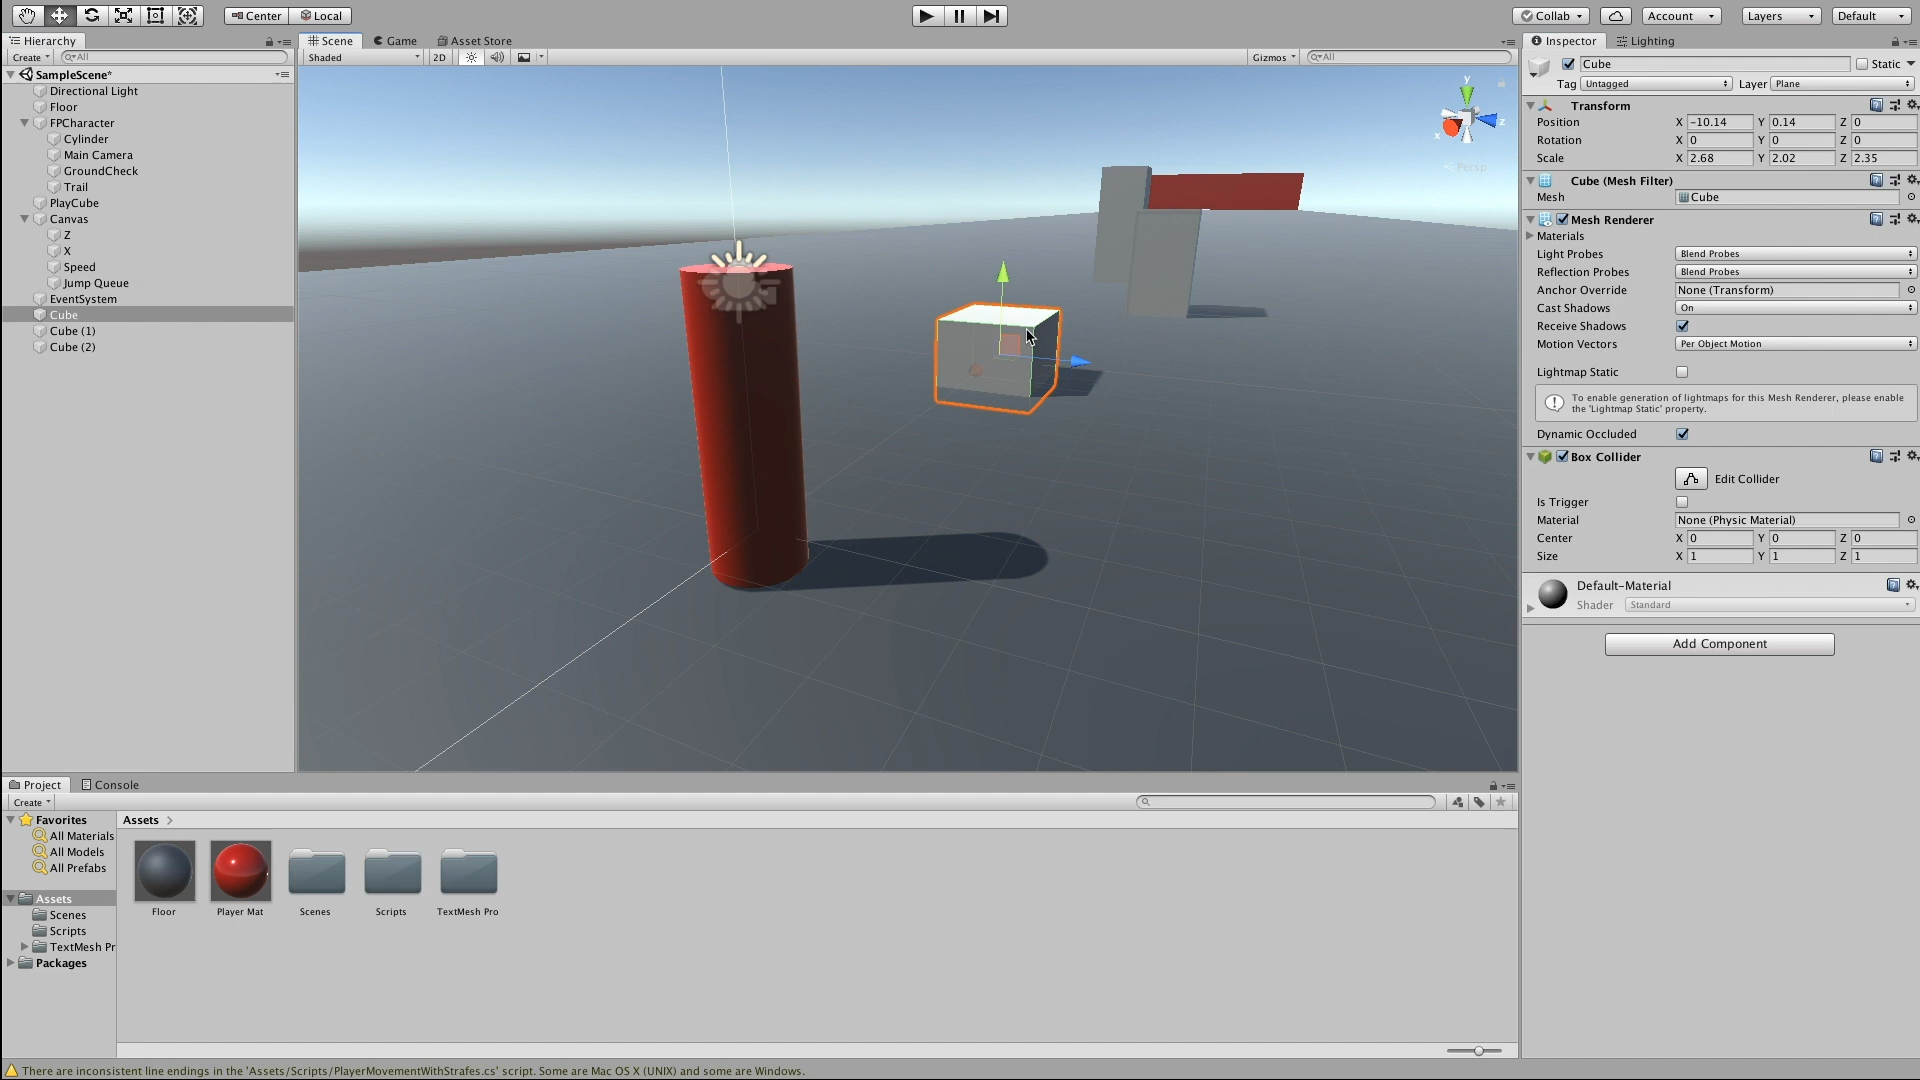 Center Local
Collab Account Layers Default
Hierarchy
Create All
SampleScene*
Directional Light
Floor
FPCharacter
Cylinder
Main Camera
GroundCheck
Trail
PlayCube
Canvas
Z
X
Speed
Jump Queue
EventSystem
Cube
Cube (1)
Cube (2)
Scene Game Asset Store
Shaded 2D Gizmos All
y
x
z
Persp
Inspector Lighting
Cube Static
Tag Untagged Layer Plane
Transform
Position X -10.14 Y 0.14 Z 0
Rotation X 0 Y 0 Z 0
Scale X 2.68 Y 2.02 Z 2.35
Cube (Mesh Filter)
Mesh Cube
Mesh Renderer
Materials
Light Probes Blend Probes
Reflection Probes Blend Probes
Anchor Override None (Transform)
Cast Shadows On
Receive Shadows
Motion Vectors Per Object Motion
Lightmap Static
To enable generation of lightmaps for this Mesh Renderer, please enable
the 'Lightmap Static' property.
Dynamic Occluded
Box Collider
Edit Collider
Is Trigger
Material None (Physic Material)
Center X 0 Y 0 Z 0
Size X 1 Y 1 Z 1
Default-Material
Shader Standard
Add Component
Project Console
Create
Favorites
All Materials
All Models
All Prefabs
Assets
Scenes
Scripts
TextMesh Pr
Packages
Assets
Floor Player Mat Scenes Scripts TextMesh Pro
There are inconsistent line endings in the 'Assets/Scripts/PlayerMovementWithStrafes.cs' script. Some are Mac OS X (UNIX) and some are Windows.